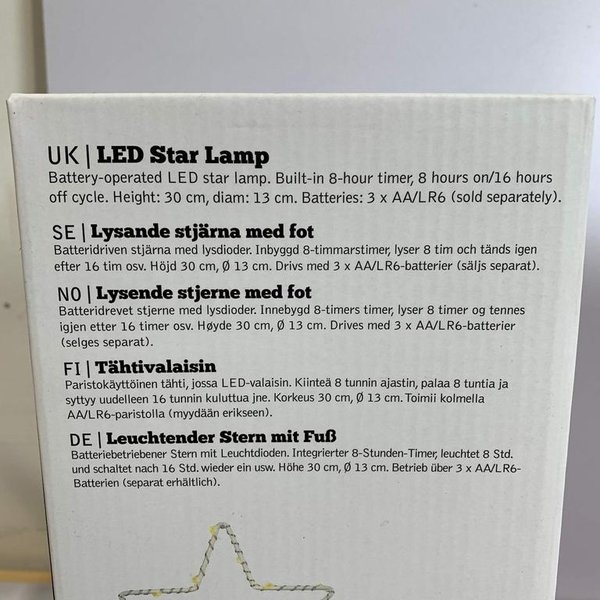 UK | LED Star Lamp
Battery-operated LED star lamp. Built-in 8-hour timer, 8 hours on/16 hours
off cycle. Height: 30 cm, diam: 13 cm. Batteries: 3 x AA/LR6 (sold separately).
SE | Lysande stjärna med fot
Batteridriven stjärna med lysdioder. Inbyggd 8-timmarstimer, lyser 8 tim och tänds igen
efter 16 tim osv. Höjd 30 cm, Ø 13 cm. Drivs med 3 x AA/LR6-batterier (säljs separat).
NO | Lysende stjerne med fot
Batteridrevet stjerne med lysdioder. Innebygd 8-timers timer, lyser 8 timer og tennes
igjen etter 16 timer osv. Høyde 30 cm, Ø 13 cm. Drives med 3 x AA/LR6-batterier
(selges separat).
FI | Tähtivalaisin
Paristokäyttöinen tähti, jossa LED-valaisin. Kiinteä 8 tunnin ajastin, palaa 8 tuntia ja
syttyy uudelleen 16 tunnin kuluttua jne. Korkeus 30 cm, Ø 13 cm. Toimii kolmella
AA/LR6-paristolla (myydään erikseen).
DE | Leuchtender Stern mit Fuß
Batteriebetriebener Stern mit Leuchtdioden. Integrierter 8-Stunden-Timer, leuchtet 8 Std.
und schaltet nach 16 Std. wieder ein usw. Höhe 30 cm, Ø 13 cm. Betrieb über 3 x AA/LR6-
Batterien (separat erhältlich).